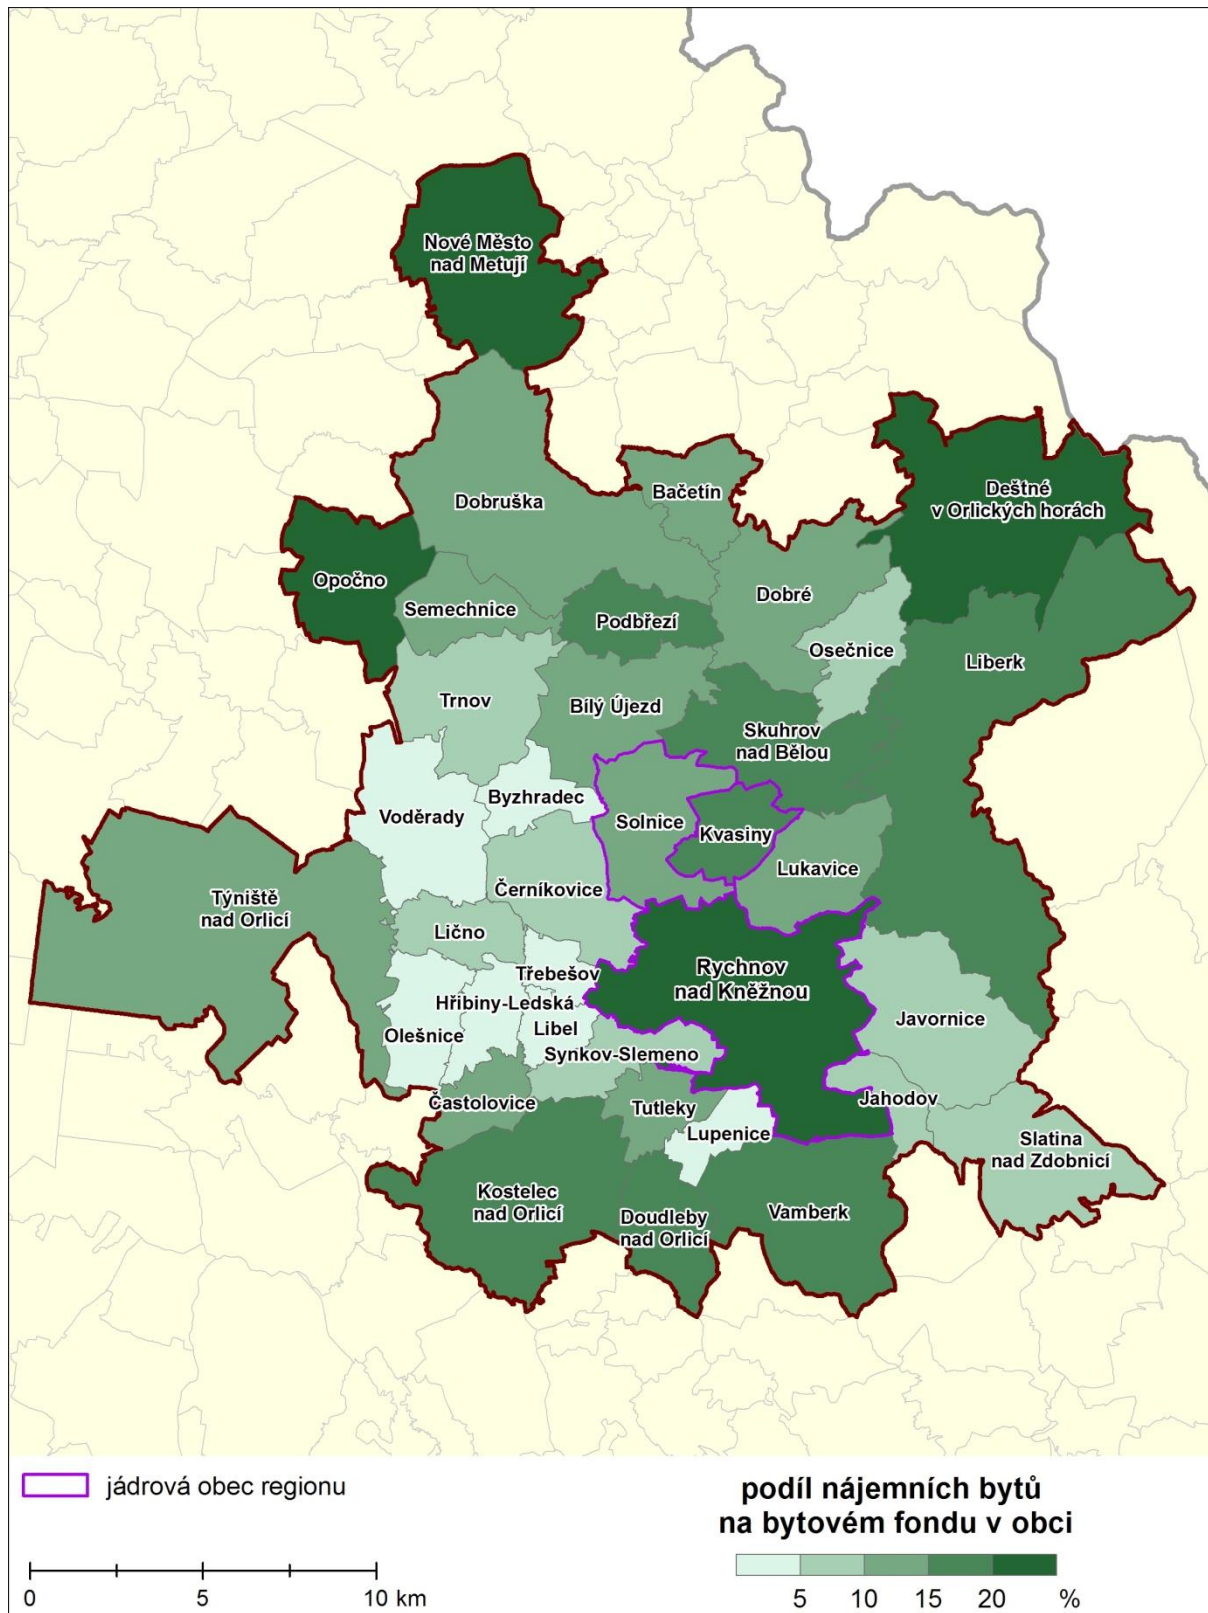 Nové Město
nad Metují
Deštné
v Orlických horách
Bačetín
Dobruška
Opočno
Dobré
Semechnice
Podbřezí
Osečnice
Liberk
Trnov
Bílý Újezd
Skuhrov
nad Bělou
Byzhradec
Voděrady
Solnice
Kvasiny
Lukavice
Černíkovice
Týniště
nad Orlicí
Lično
Třebešov
Rychnov
nad Kněžnou
Hřibiny-Ledská
Javornice
Olešnice
Libel
Synkov-Slemeno
Jahodov
Častolovice
Tutleky
Lupenice
Slatina
nad Zdobnicí
Kostelec
nad Orlicí
Doudleby
nad Orlicí
Vamberk
jádrová obec regionu
0 5 10 km
podíl nájemních bytů
na bytovém fondu v obci
5 10 15 20 %